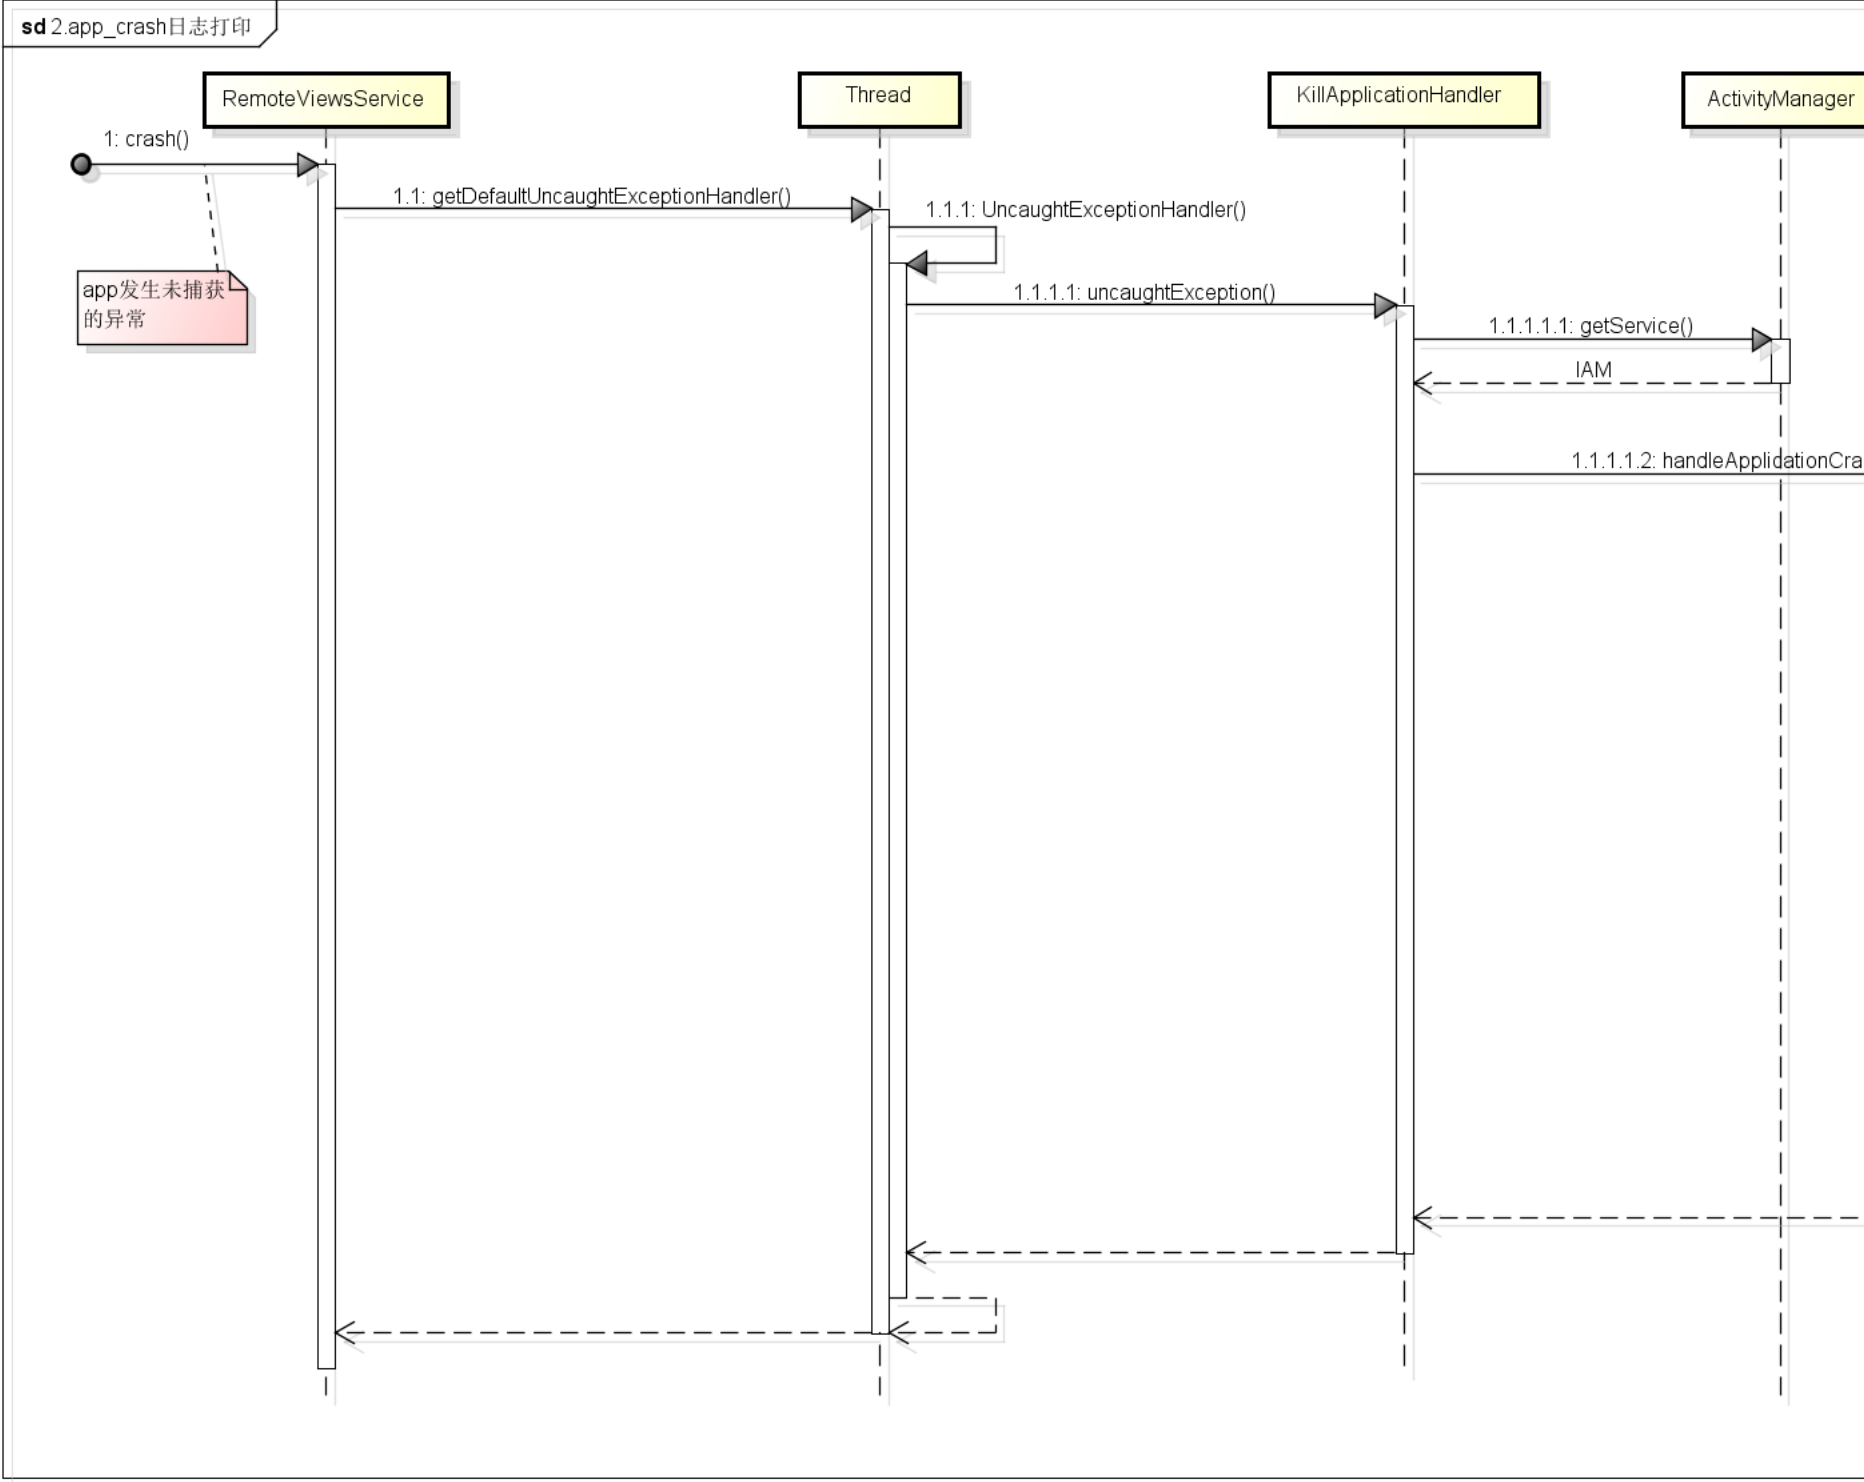 sd 2.app_crash日志打印
RemoteViewsService
Thread
KillApplicationHandler
ActivityManager
1: crash()
1.1: getDefaultUncaughtExceptionHandler()
1.1.1: UncaughtExceptionHandler()
app发生未捕获
的异常
1.1.1.1: uncaughtException()
1.1.1.1.1: getService()
IAM
1.1.1.1.2: handleApplidationCra